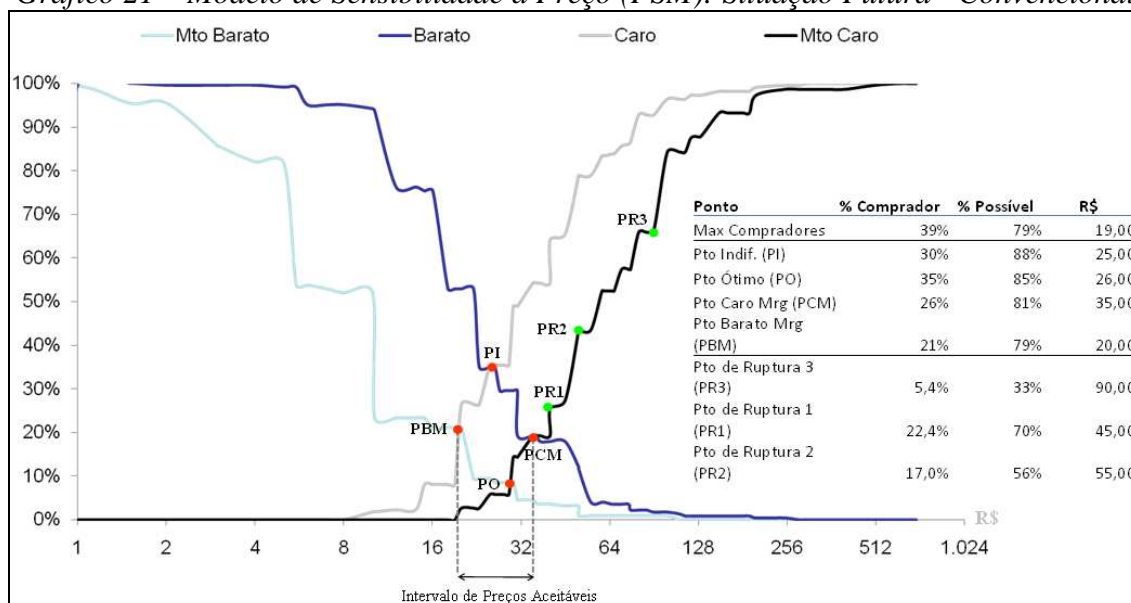 Gráfico 21 – Modelo de Sensibilidade a Preço (PSM): Situação Futura - Convencional
Mto Barato Barato Caro Mto Caro
100%
90%
80%
70%
60%
50%
40%
30%
20%
10%
0%
PR3
PR2
PI
PR1
PBM
PCM
PO
Ponto % Comprador % Possível R$
Max Compradores 39% 79% 19,00
Pto Indif. (PI) 30% 88% 25,00
Pto Ótimo (PO) 35% 85% 26,00
Pto Caro Mrg (PCM) 26% 81% 35,00
Pto Barato Mrg
(PBM) 21% 79% 20,00
Pto de Ruptura 3
(PR3) 5,4% 33% 90,00
Pto de Ruptura 1
(PR1) 22,4% 70% 45,00
Pto de Ruptura 2
(PR2) 17,0% 56% 55,00
R$
1 2 4 8 16 32 64 128 256 512 1.024
Intervalo de Preços Aceitáveis